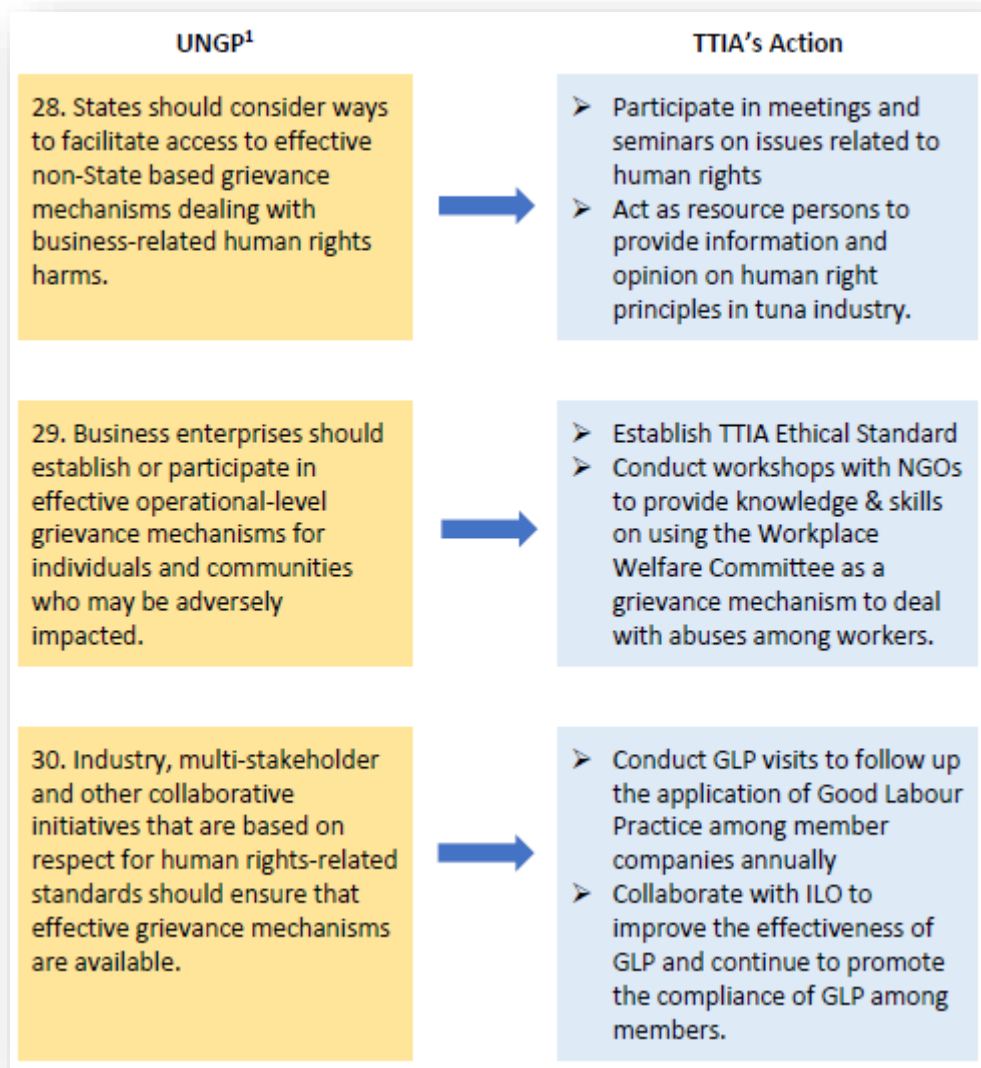 UNGP1
TTIA's Action
28. States should consider ways
to facilitate access to effective
non-State based grievance
mechanisms dealing with
business-related human rights
harms.
➢ Participate in meetings and
seminars on issues related to
human rights
➢ Act as resource persons to
provide information and
opinion on human right
principles in tuna industry.
29. Business enterprises should
establish or participate in
effective operational-level
grievance mechanisms for
individuals and communities
who may be adversely
impacted.
➢ Establish TTIA Ethical Standard
➢ Conduct workshops with NGOs
to provide knowledge & skills
on using the Workplace
Welfare Committee as a
grievance mechanism to deal
with abuses among workers.
30. Industry, multi-stakeholder
and other collaborative
initiatives that are based on
respect for human rights-related
standards should ensure that
effective grievance mechanisms
are available.
➢ Conduct GLP visits to follow up
the application of Good Labour
Practice among member
companies annually
➢ Collaborate with ILO to
improve the effectiveness of
GLP and continue to promote
the compliance of GLP among
members.